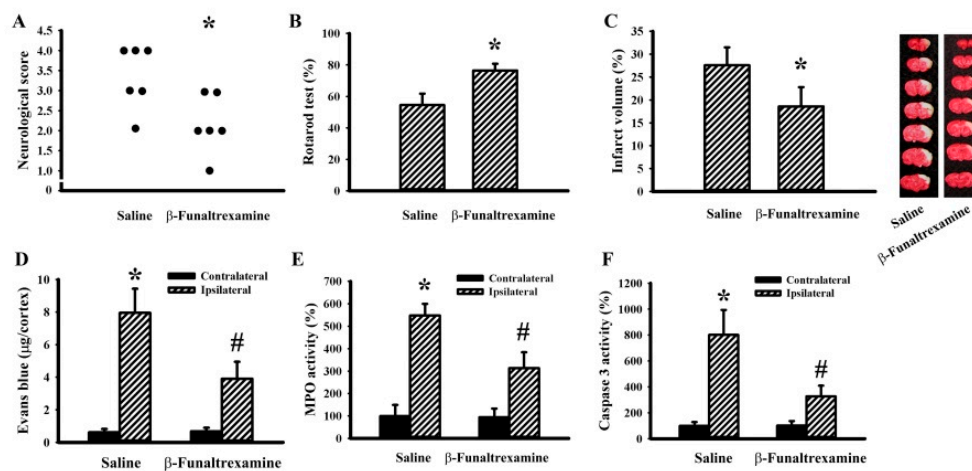 A
4.5
4.0
3.5
3.0
2.5
2.0
1.5
1.0
Neurological score
*
Saline
β-Funaltrexamine
B
100
80
60
40
20
0
Rotarod test (%)
*
Saline
β-Funaltrexamine
C
35
30
25
20
15
10
5
0
Infarct volume (%)
*
Saline
β-Funaltrexamine
Saline
β-Funaltrexamine
D
10
8
6
4
2
0
Evans blue (μg/cortex)
Contralateral
Ipsilateral
*
#
Saline
β-Funaltrexamine
E
700
600
500
400
300
200
100
0
MPO activity (%)
Contralateral
Ipsilateral
*
#
Saline
β-Funaltrexamine
F
1200
1000
800
600
400
200
0
Caspase 3 activity (%)
Contralateral
Ipsilateral
*
#
Saline
β-Funaltrexamine